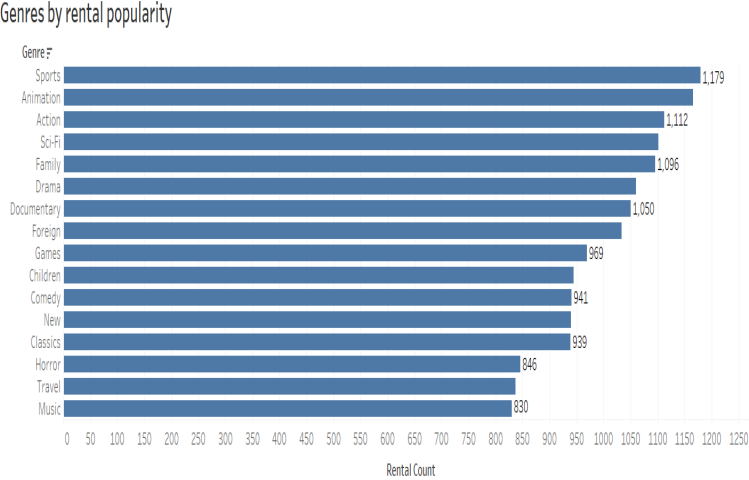 Genres by rental popularity
Genre
Sports 1,179
Animation
Action 1,112
Sci-Fi
Family 1,096
Drama
Documentary 1,050
Foreign
Games 969
Children
Comedy 941
New
Classics 939
Horror 846
Travel
Music 830
0 50 100 150 200 250 300 350 400 450 500 550 600 650 700 750 800 850 900 950 1000 1050 1100 1150 1200 1250
Rental Count